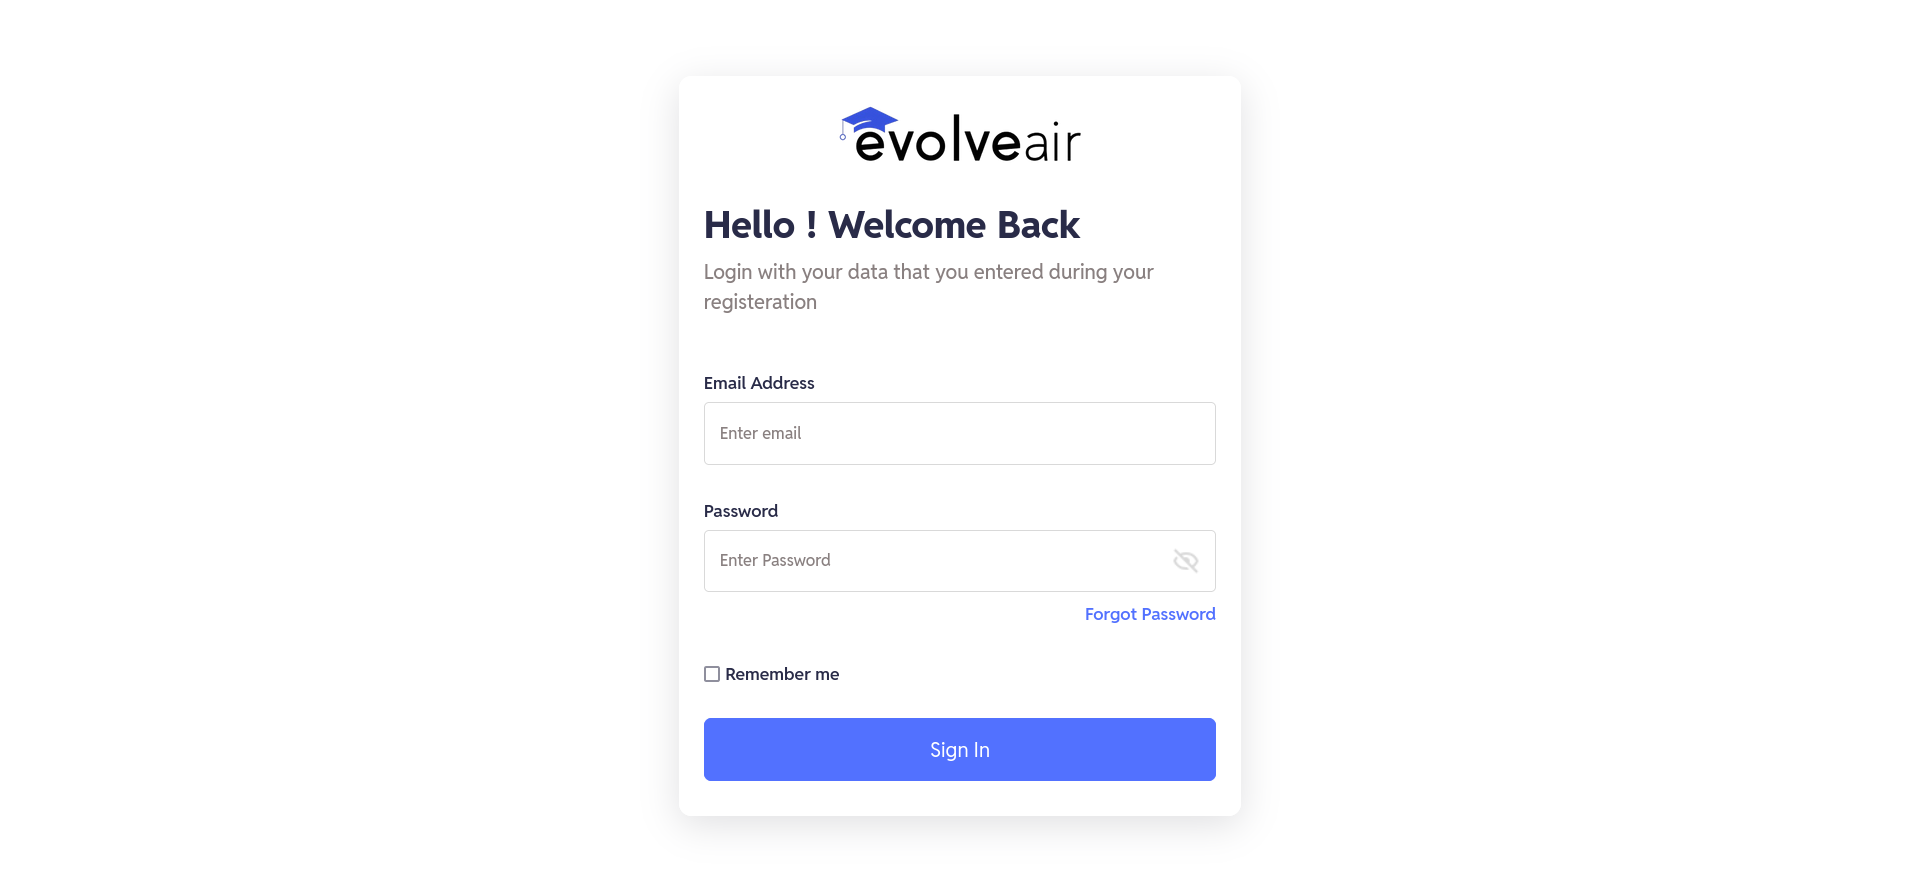 evolveair
Hello ! Welcome Back
Login with your data that you entered during your
registeration
Email Address
Enter email
Password
Enter Password
Forgot Password
Remember me
Sign In